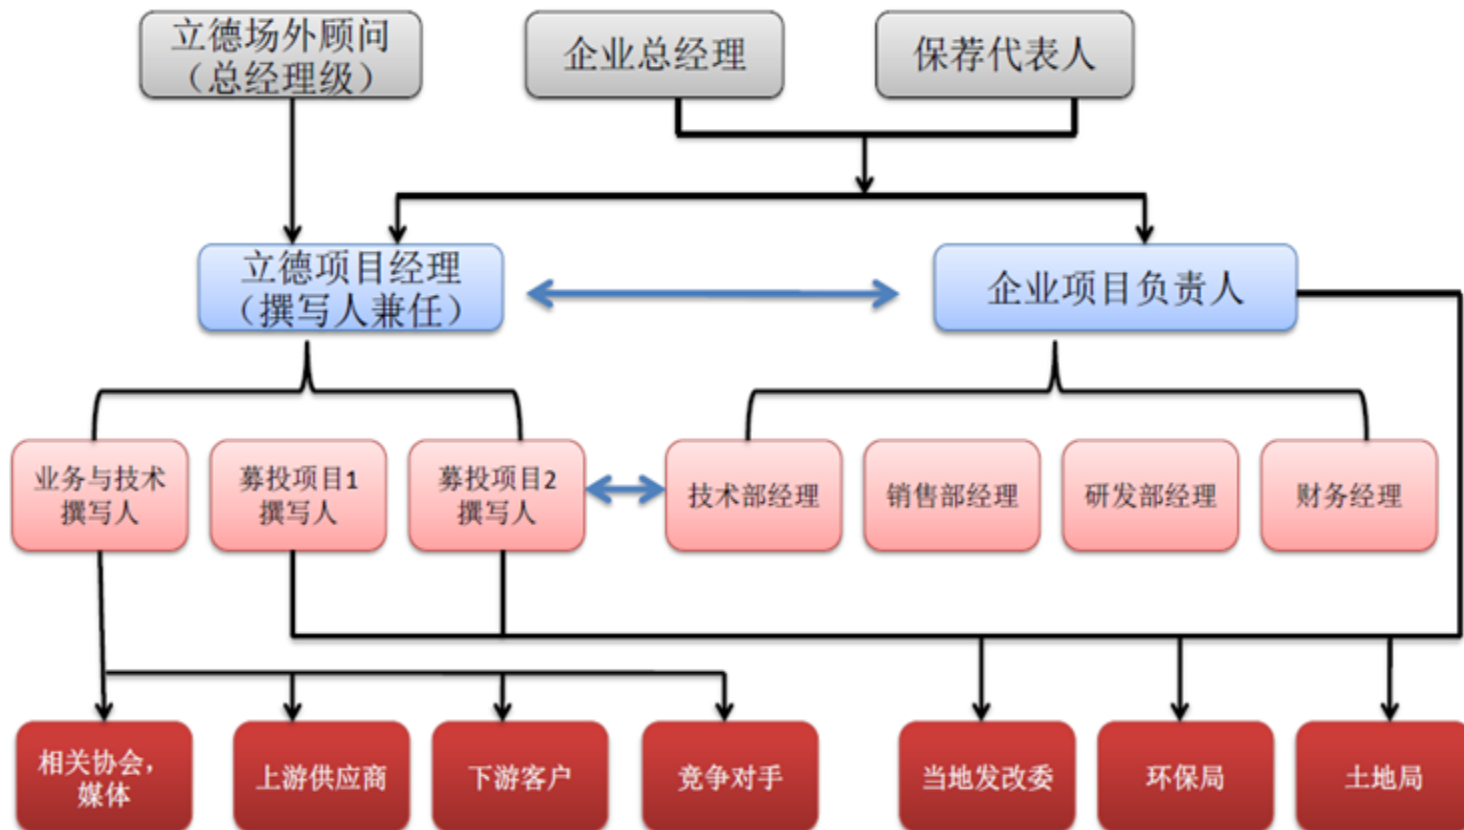 立德场外顾问
（总经理级）
企业总经理
保荐代表人
立德项目经理
（撰写人兼任）
企业项目负责人
业务与技术
撰写人
募投项目1
撰写人
募投项目2
撰写人
技术部经理
销售部经理
研发部经理
财务经理
相关协会，
媒体
上游供应商
下游客户
竞争对手
当地发改委
环保局
土地局